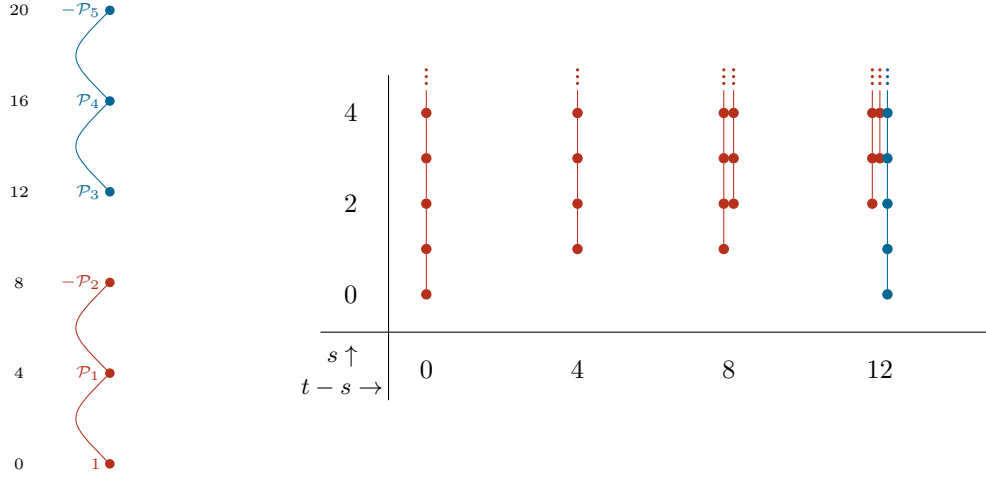 20 −𝒫₅
16 𝒫₄
12 𝒫₃
8 −𝒫₂
4 𝒫₁
0 1
4
2
0
s ↑
t − s →
0 4 8 12